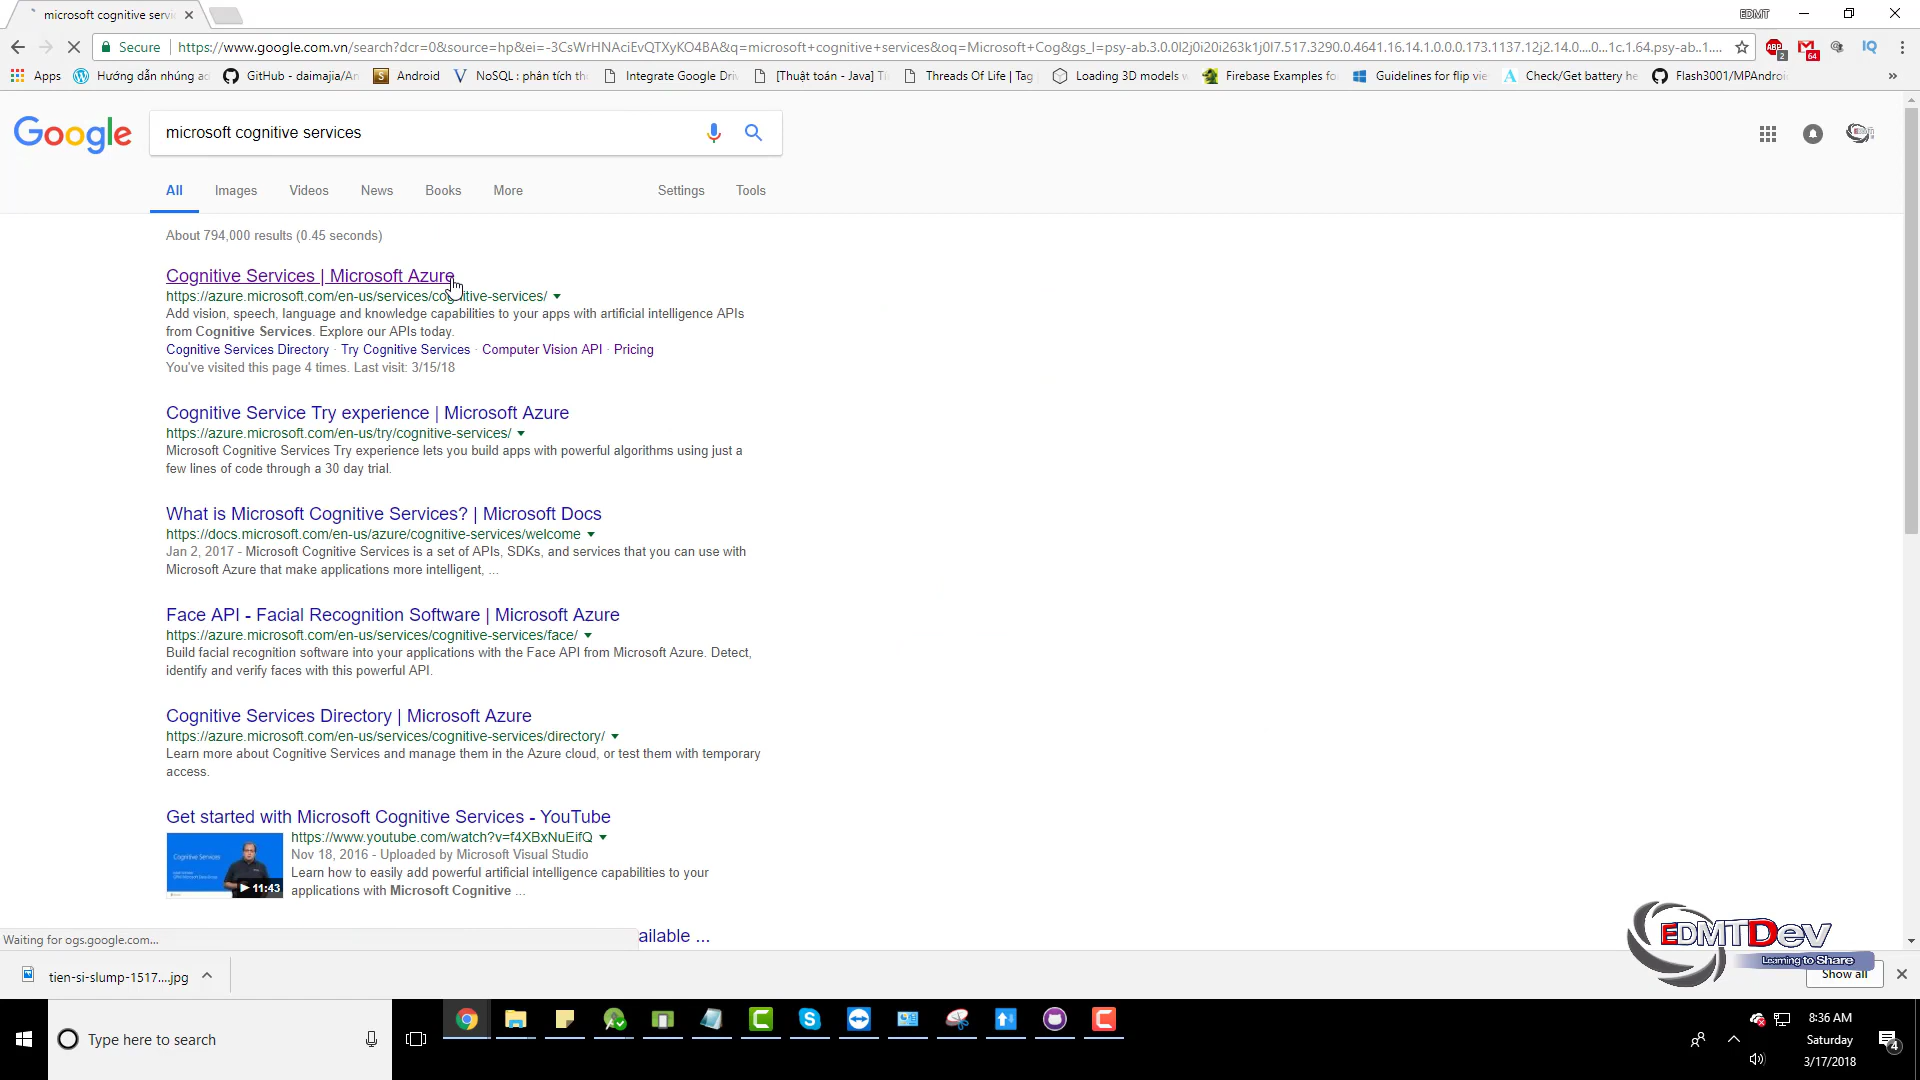 microsoft cognitive servi
EDMT
Secure
https://www.google.com.vn/search?dcr=0&source=hp&ei=-3CsWrHNAciEvQTXyKO4BA&q=microsoft+cognitive+services&oq=Microsoft+Cog&gs_l=psy-ab.3.0.0l2j0i20i263k1j0l7.517.3290.0.4641.16.14.1.0.0.0.173.1137.12j2.14.0....0...1c.1.64.psy-ab..1....
2
64
IQ
Apps
Hướng dẫn nhúng
GitHub - daimajia/An
Android
NoSQL : phân tích th
Integrate Google Dri
[Thuật toán - Java]
Threads Of Life | Tag
Loading 3D models
Firebase Examples fo
Guidelines for flip vie
Check/Get battery he
Flash3001/MPAndroi
Google
microsoft cognitive services
All
Images
Videos
News
Books
More
Settings
Tools
About 794,000 results (0.45 seconds)
Cognitive Services | Microsoft Azure
https://azure.microsoft.com/en-us/services/cognitive-services/
Add vision, speech, language and knowledge capabilities to your apps with artificial intelligence APIs
from Cognitive Services. Explore our APIs today.
Cognitive Services Directory · Try Cognitive Services · Computer Vision API · Pricing
You've visited this page 4 times. Last visit: 3/15/18
Cognitive Service Try experience | Microsoft Azure
https://azure.microsoft.com/en-us/try/cognitive-services/
Microsoft Cognitive Services Try experience lets you build apps with powerful algorithms using just a
few lines of code through a 30 day trial.
What is Microsoft Cognitive Services? | Microsoft Docs
https://docs.microsoft.com/en-us/azure/cognitive-services/welcome
Jan 2, 2017 - Microsoft Cognitive Services is a set of APIs, SDKs, and services that you can use with
Microsoft Azure that make applications more intelligent, ...
Face API - Facial Recognition Software | Microsoft Azure
https://azure.microsoft.com/en-us/services/cognitive-services/face/
Build facial recognition software into your applications with the Face API from Microsoft Azure. Detect,
identify and verify faces with this powerful API.
Cognitive Services Directory | Microsoft Azure
https://azure.microsoft.com/en-us/services/cognitive-services/directory/
Learn more about Cognitive Services and manage them in the Azure cloud, or test them with temporary
access.
Get started with Microsoft Cognitive Services - YouTube
https://www.youtube.com/watch?v=f4XBxNuEifQ
Nov 18, 2016 - Uploaded by Microsoft Visual Studio
Learn how to easily add powerful artificial intelligence capabilities to your
applications with Microsoft Cognitive ...
Cognitive Services
11:43
ailable ...
Waiting for ogs.google.com...
EDMTDev
Learning to Share
tien-si-slump-1517....jpg
Show all
Type here to search
8:36 AM
Saturday
3/17/2018
4